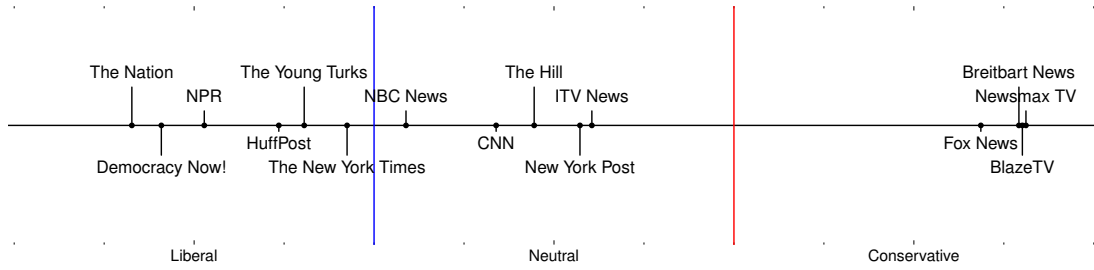 The Nation
The Young Turks
The Hill
Breitbart News
NPR
NBC News
ITV News
Newsmax TV
HuffPost
CNN
Fox News
Democracy Now!
The New York Times
New York Post
BlazeTV
Liberal
Neutral
Conservative